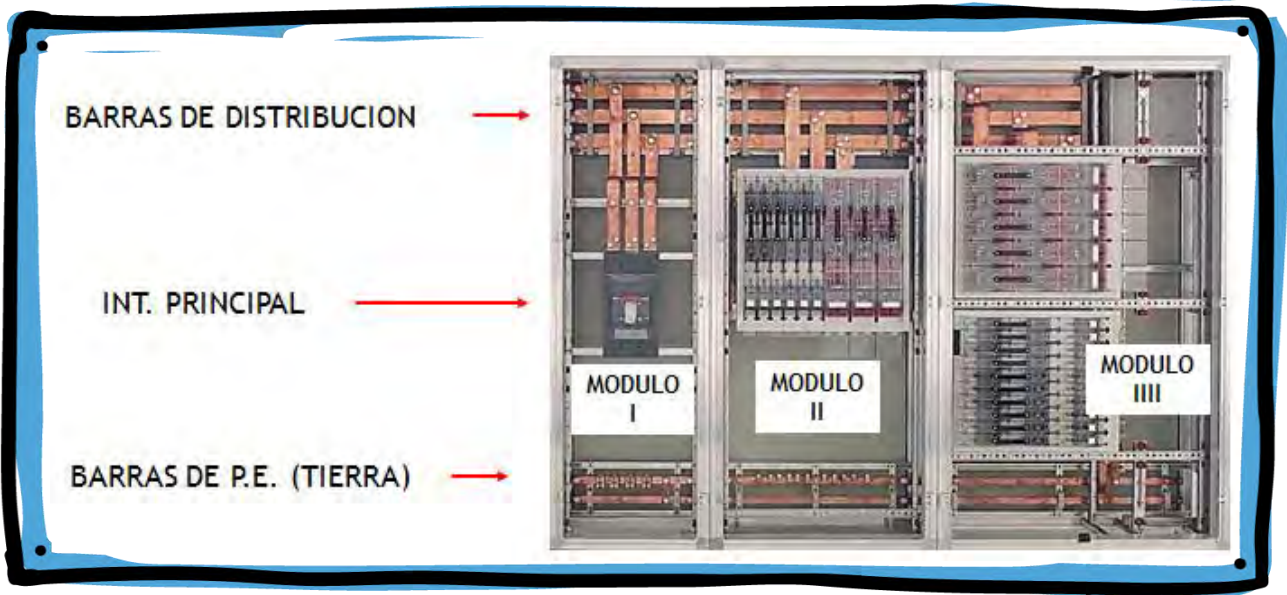 BARRAS DE DISTRIBUCION
INT. PRINCIPAL
BARRAS DE P.E. (TIERRA)
MODULO
I
MODULO
II
MODULO
IIII